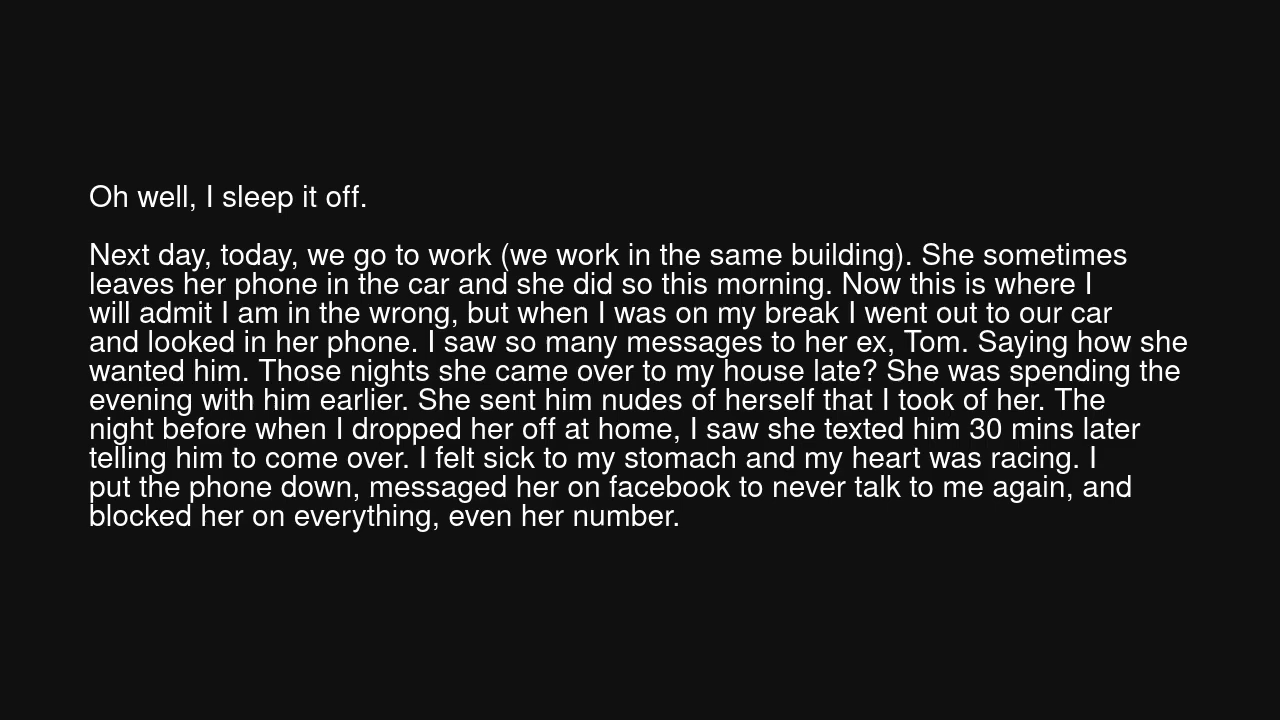 Oh well, I sleep it off.
Next day, today, we go to work (we work in the same building). She sometimes
leaves her phone in the car and she did so this morning. Now this is where I
will admit I am in the wrong, but when I was on my break I went out to our car
and looked in her phone. I saw so many messages to her ex, Tom. Saying how she
wanted him. Those nights she came over to my house late? She was spending the
evening with him earlier. She sent him nudes of herself that I took of her. The
night before when I dropped her off at home, I saw she texted him 30 mins later
telling him to come over. I felt sick to my stomach and my heart was racing. I
put the phone down, messaged her on facebook to never talk to me again, and
blocked her on everything, even her number.